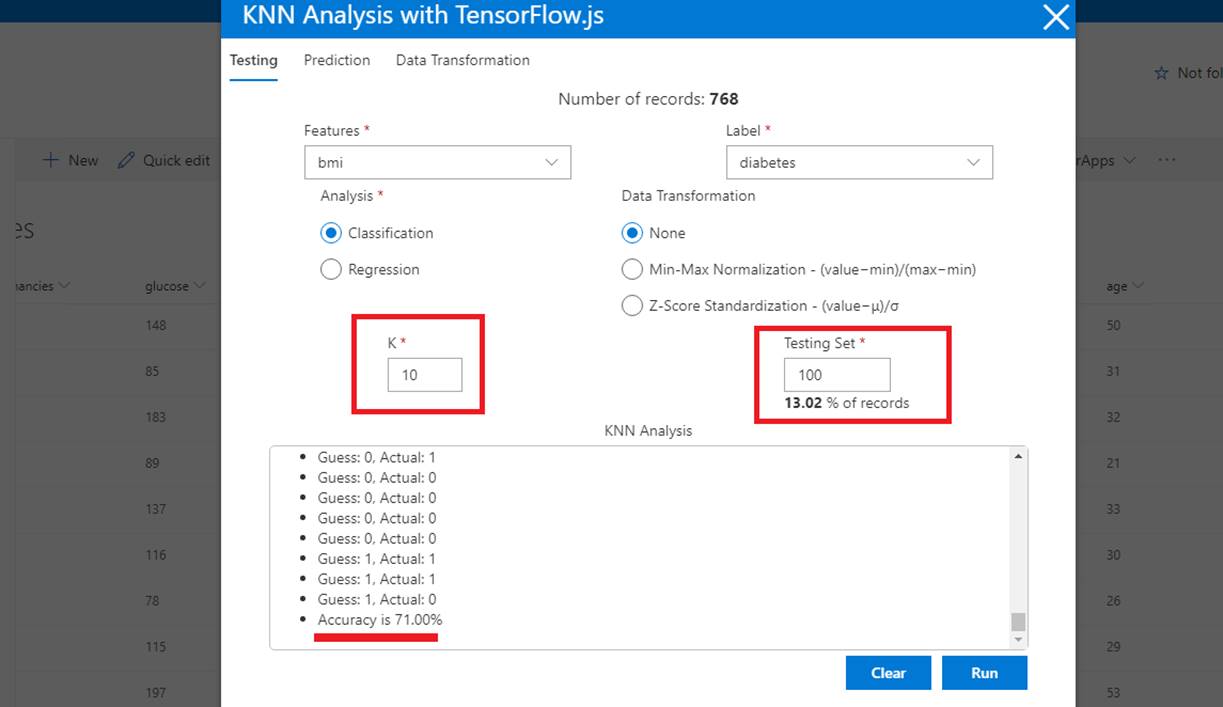 KNN Analysis with TensorFlow.js
Testing Prediction Data Transformation
Not fol
Number of records: 768
Features * Label *
New Quick edit bmi diabetes rApps ...
Analysis * Data Transformation
es Classification None
Regression Min-Max Normalization - (value−min)/(max−min)
ancies glucose age
Z-Score Standardization - (value−μ)/σ
148 50
K * Testing Set *
85 10 100 31
13.02 % of records
183 32
KNN Analysis
Guess: 0, Actual: 1
89 21
Guess: 0, Actual: 0
Guess: 0, Actual: 0
137 33
Guess: 0, Actual: 0
Guess: 0, Actual: 0
116 Guess: 1, Actual: 1 30
Guess: 1, Actual: 1
78 Guess: 1, Actual: 0 26
Accuracy is 71.00%
115 29
Clear Run
197 53